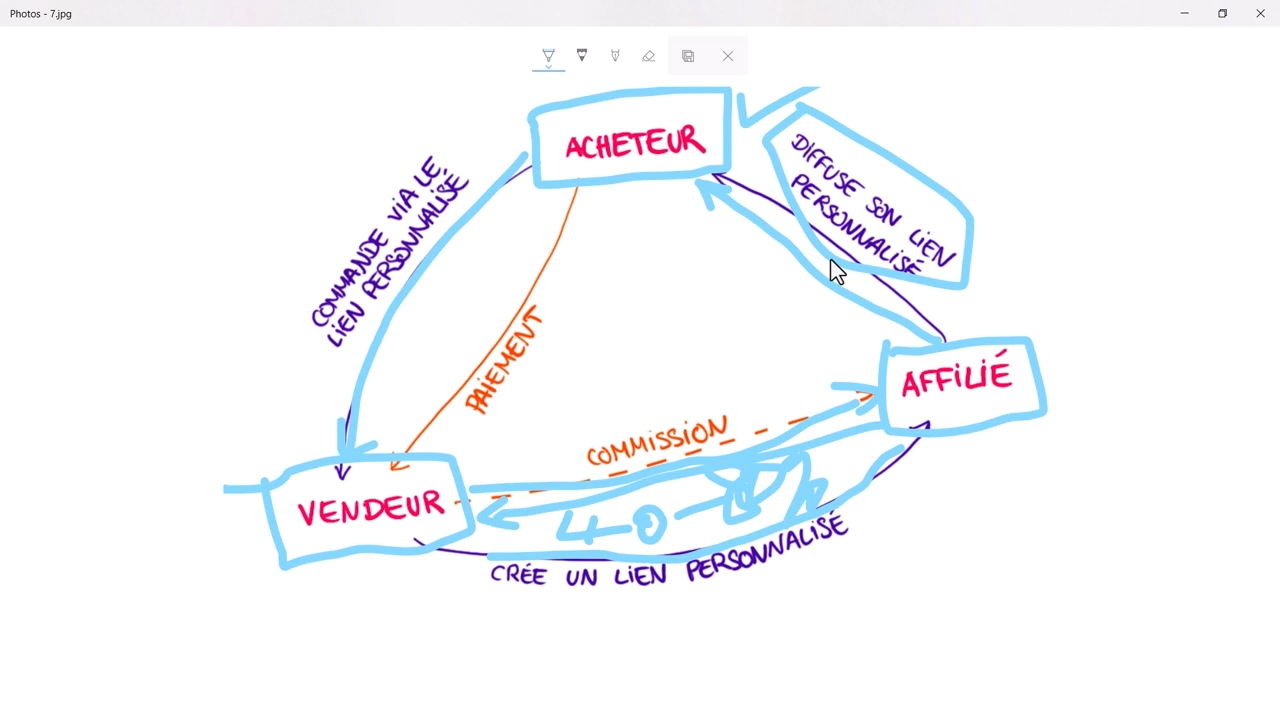 Photos - 7.jpg
ACHETEUR
DIFFUSE SON LIEN
PERSONNALISÉ
COMMANDE VIA LE
LIEN PERSONNALISÉ
PAIEMENT
AFFILIÉ
COMMISSION
VENDEUR
CRÉE UN LIEN PERSONNALISÉ